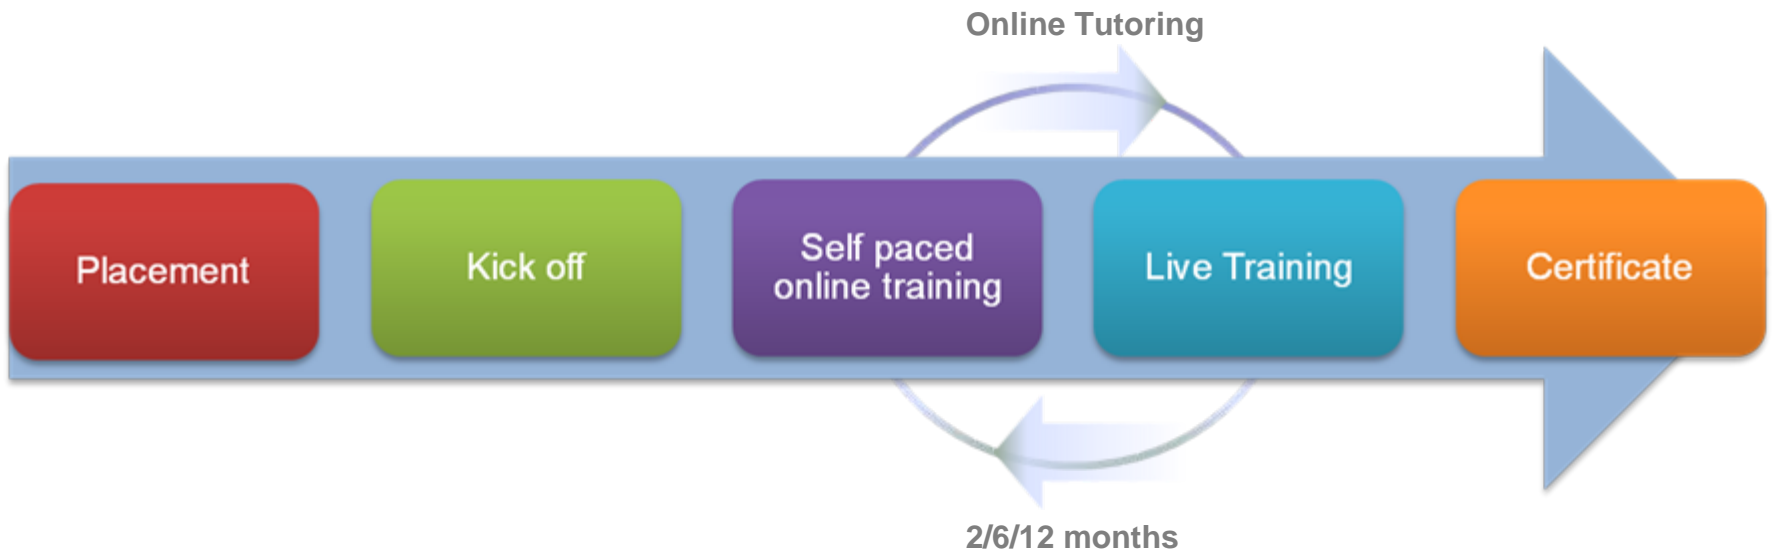 Online Tutoring
Placement
Kick off
Self paced
online training
Live Training
Certificate
2/6/12 months